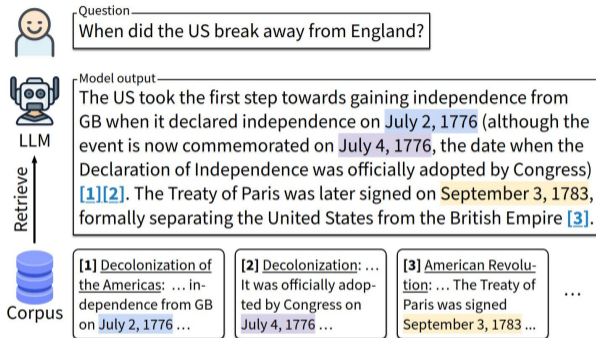 Question
When did the US break away from England?
Model output
The US took the first step towards gaining independence from
GB when it declared independence on July 2, 1776 (although the
event is now commemorated on July 4, 1776, the date when the
Declaration of Independence was officially adopted by Congress)
[1][2]. The Treaty of Paris was later signed on September 3, 1783,
formally separating the United States from the British Empire [3].
LLM
Retrieve
Corpus
[1] Decolonization of
the Americas: ... in-
dependence from GB
on July 2, 1776 ...
[2] Decolonization: ...
It was officially adop-
ted by Congress on
July 4, 1776 ...
[3] American Revolu-
tion: ... The Treaty of
Paris was signed
September 3, 1783 ...
...